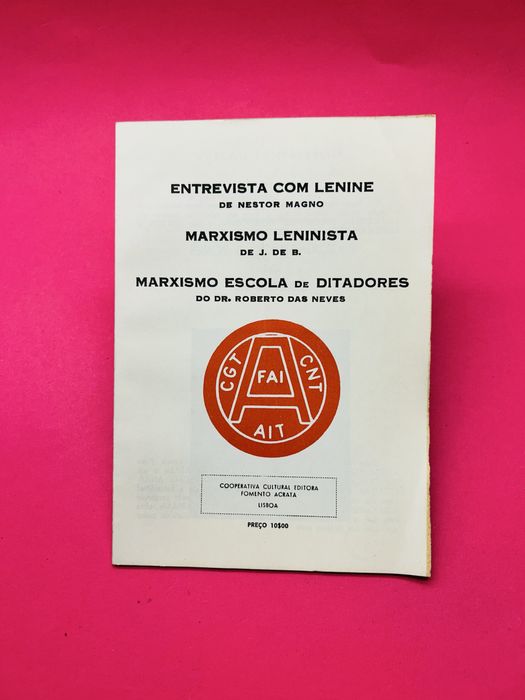 ENTREVISTA COM LENINE
DE NESTOR MAGNO
MARXISMO LENINISTA
DE J. DE B.
MARXISMO ESCOLA DE DITADORES
DO DR. ROBERTO DAS NEVES
CGT
FAI
CNT
AIT
COOPERATIVA CULTURAL EDITORA
FOMENTO ACRATA
LISBOA
PREÇO 10$00